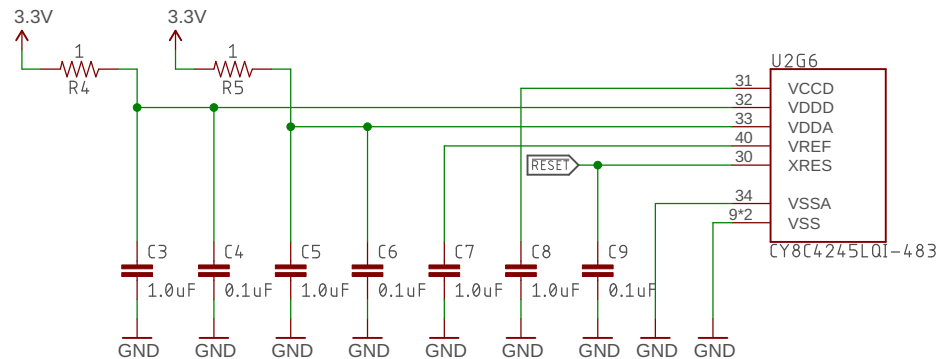 3.3V 3.3V
1 1
R4 R5
U2G6
31 VCCD
32 VDDD
33 VDDA
40 VREF
RESET 30 XRES
34 VSSA
9*2 VSS
CY8C4245LQI-483
C3 C4 C5 C6 C7 C8 C9
1.0uF 0.1uF 1.0uF 0.1uF 1.0uF 1.0uF 0.1uF
GND GND GND GND GND GND GND GND GND